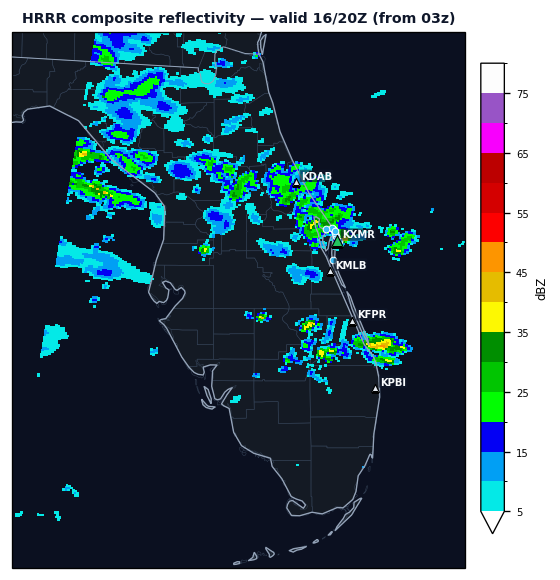 HRRR composite reflectivity — valid 16/20Z (from 03z)
KDAB
KXMR
KMLB
KFPR
KPBI
75
65
55
45
35
25
15
5
dBZ